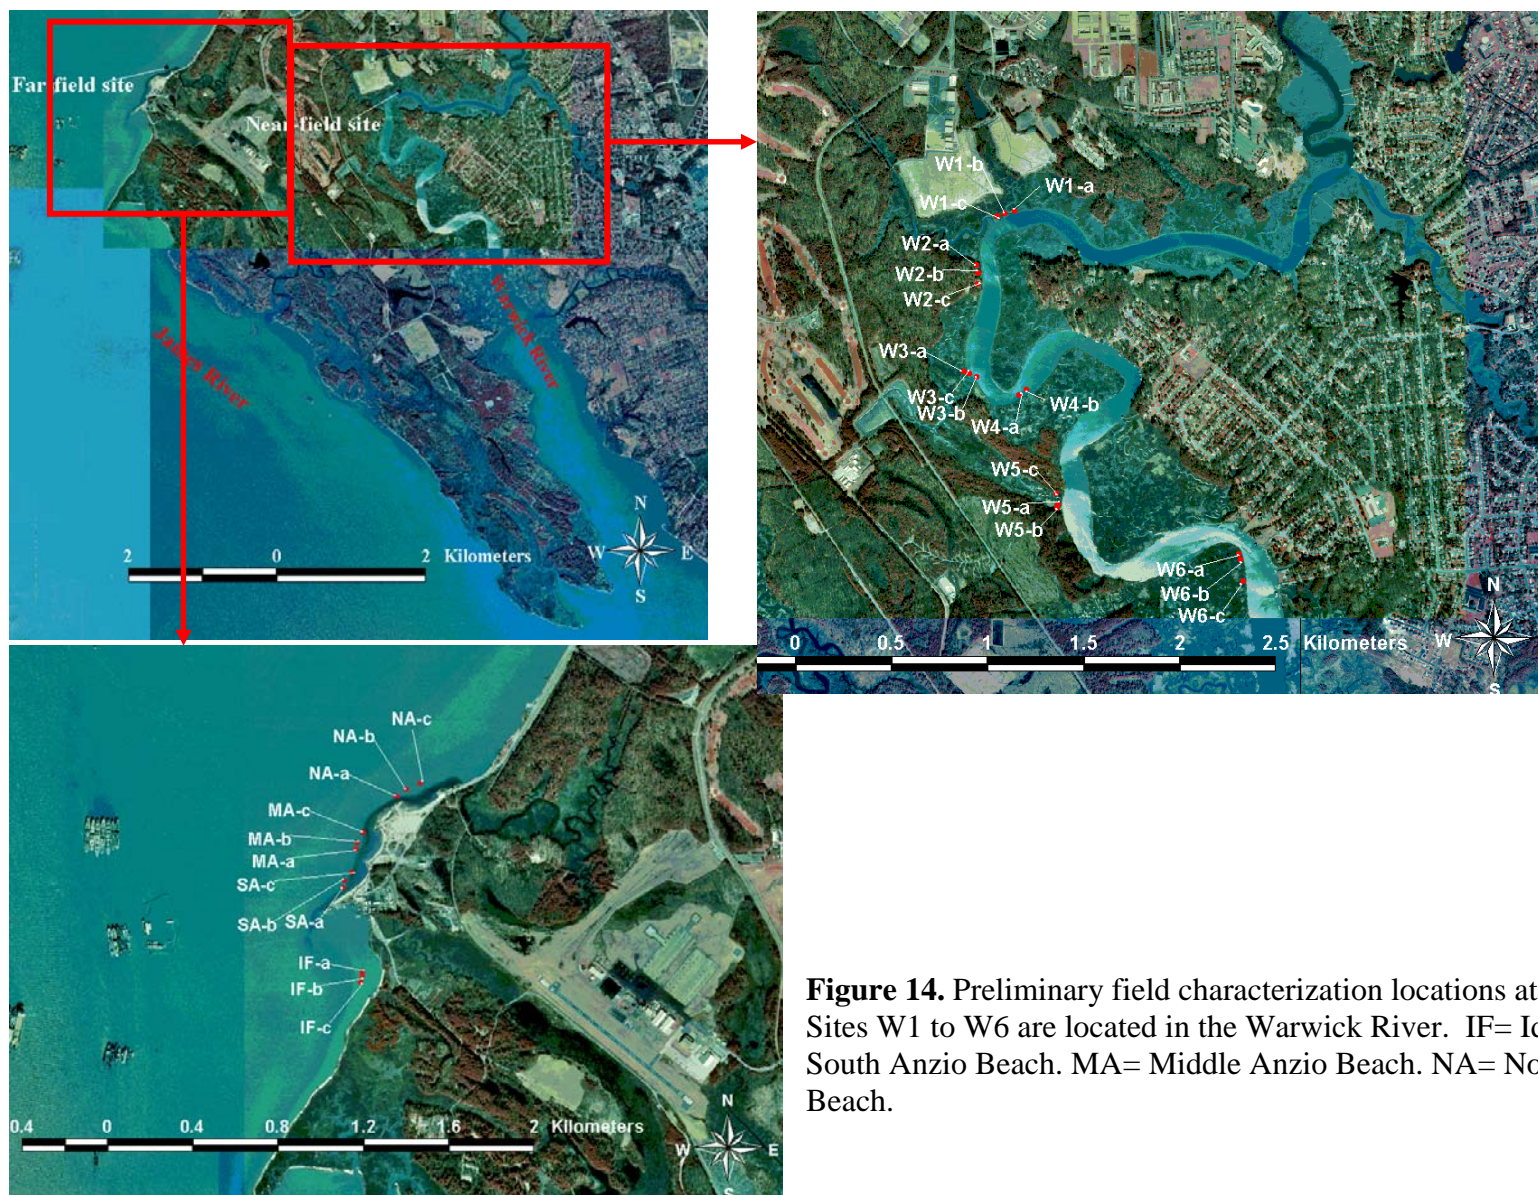 Far-field site
Near-field site
James River
Warwick River
N
W E
S
2 0 2 Kilometers
W1-b
W1-a
W1-c
W2-a
W2-b
W2-c
W3-a
W3-c
W3-b
W4-b
W4-a
W5-c
W5-a
W5-b
W6-a
W6-b
W6-c
N
W
S
0 0.5 1 1.5 2 2.5 Kilometers
NA-c
NA-b
NA-a
MA-c
MA-b
MA-a
SA-c
SA-b SA-a
IF-a
IF-b
IF-c
N
W E
S
0.4 0 0.4 0.8 1.2 1.6 2 Kilometers
Figure 14. Preliminary field characterization locations at
Sites W1 to W6 are located in the Warwick River. IF=
South Anzio Beach. MA= Middle Anzio Beach. NA=
Beach.